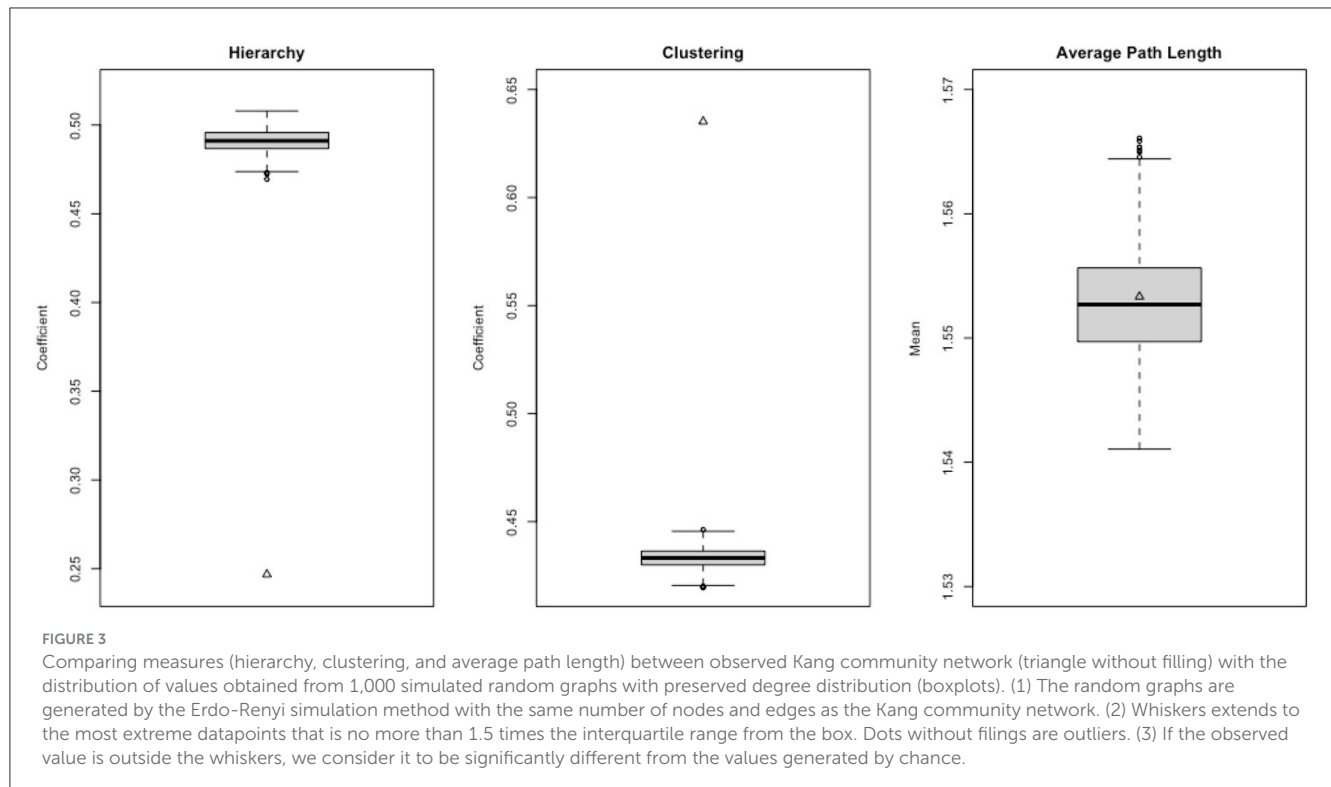 Hierarchy
Coefficient
0.50
0.45
0.40
0.35
0.30
0.25
Clustering
Coefficient
0.65
0.60
0.55
0.50
0.45
Average Path Length
Mean
1.57
1.56
1.55
1.54
1.53
FIGURE 3
Comparing measures (hierarchy, clustering, and average path length) between observed Kang community network (triangle without filling) with the
distribution of values obtained from 1,000 simulated random graphs with preserved degree distribution (boxplots). (1) The random graphs are
generated by the Erdo-Renyi simulation method with the same number of nodes and edges as the Kang community network. (2) Whiskers extends to
the most extreme datapoints that is no more than 1.5 times the interquartile range from the box. Dots without filings are outliers. (3) If the observed
value is outside the whiskers, we consider it to be significantly different from the values generated by chance.